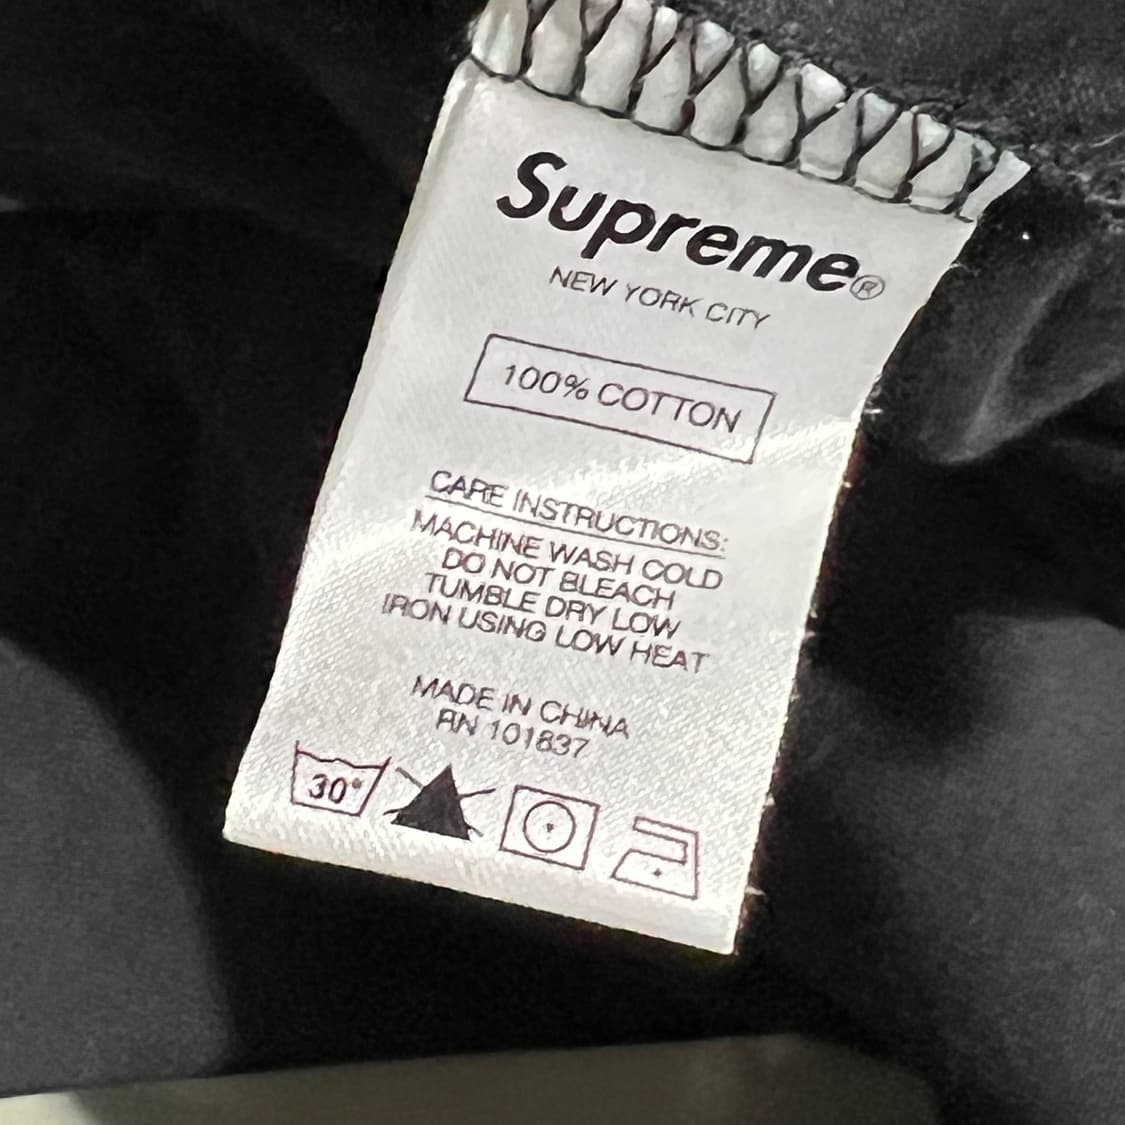 Supreme®
NEW YORK CITY
100% COTTON
CARE INSTRUCTIONS:
MACHINE WASH COLD
DO NOT BLEACH
TUMBLE DRY LOW
IRON USING LOW HEAT
MADE IN CHINA
RN 101837
30°